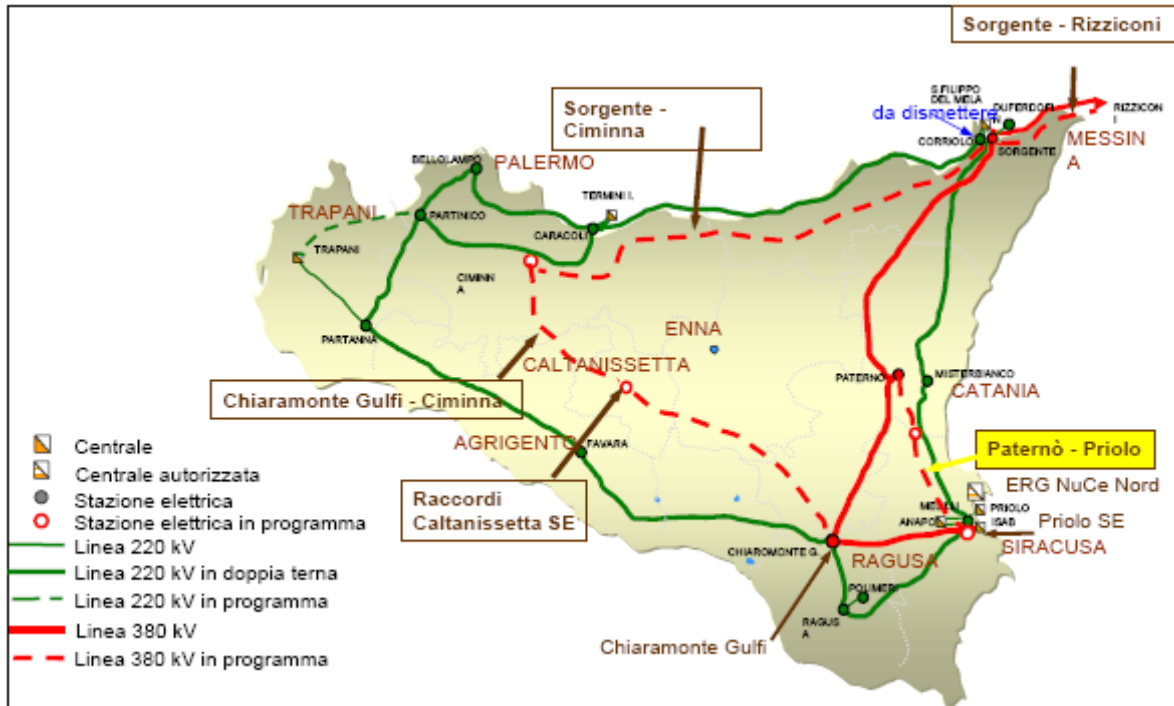 Sorgente - Rizziconi
Sorgente -
Ciminna
S.FILIPPO
DEL MELA
DUFERDOFI
N
RIZZICON
I
da dismettere
CORRIOLO
SORGENTE
MESSIN
A
BELLOLAMPO
PALERMO
TERMINI I.
TRAPANI
PARTINICO
CARACOLI
TRAPANI
CIMINN
A
PARTANNA
ENNA
CALTANISSETTA
PATERNO
MISTERBIANCO
CATANIA
Chiaramonte Gulfi - Ciminna
AGRIGENTO
FAVARA
Paternò - Priolo
ERG NuCe Nord
Raccordi
Caltanissetta SE
PRIOLO
ANAPO
ISAB
Priolo SE
SIRACUSA
CHIAROMONTE G.
RAGUSA
POLIMERI
RAGUS
A
Chiaramonte Gulfi
Centrale
Centrale autorizzata
Stazione elettrica
Stazione elettrica in programma
Linea 220 kV
Linea 220 kV in doppia terna
Linea 220 kV in programma
Linea 380 kV
Linea 380 kV in programma